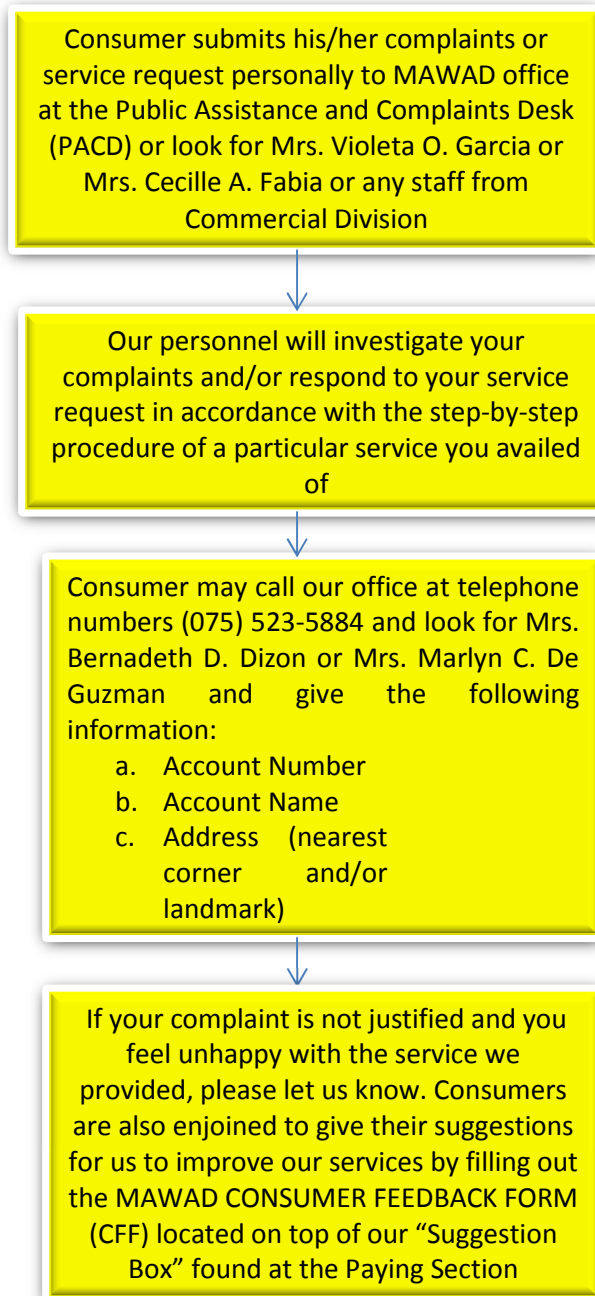 Consumer submits his/her complaints or
service request personally to MAWAD office
at the Public Assistance and Complaints Desk
(PACD) or look for Mrs. Violeta O. Garcia or
Mrs. Cecille A. Fabia or any staff from
Commercial Division
Our personnel will investigate your
complaints and/or respond to your service
request in accordance with the step-by-step
procedure of a particular service you availed
of
Consumer may call our office at telephone
numbers (075) 523-5884 and look for Mrs.
Bernadeth D. Dizon or Mrs. Marlyn C. De
Guzman and give the following
information:
a. Account Number
b. Account Name
c. Address (nearest
corner and/or
landmark)
If your complaint is not justified and you
feel unhappy with the service we
provided, please let us know. Consumers
are also enjoined to give their suggestions
for us to improve our services by filling out
the MAWAD CONSUMER FEEDBACK FORM
(CFF) located on top of our “Suggestion
Box” found at the Paying Section